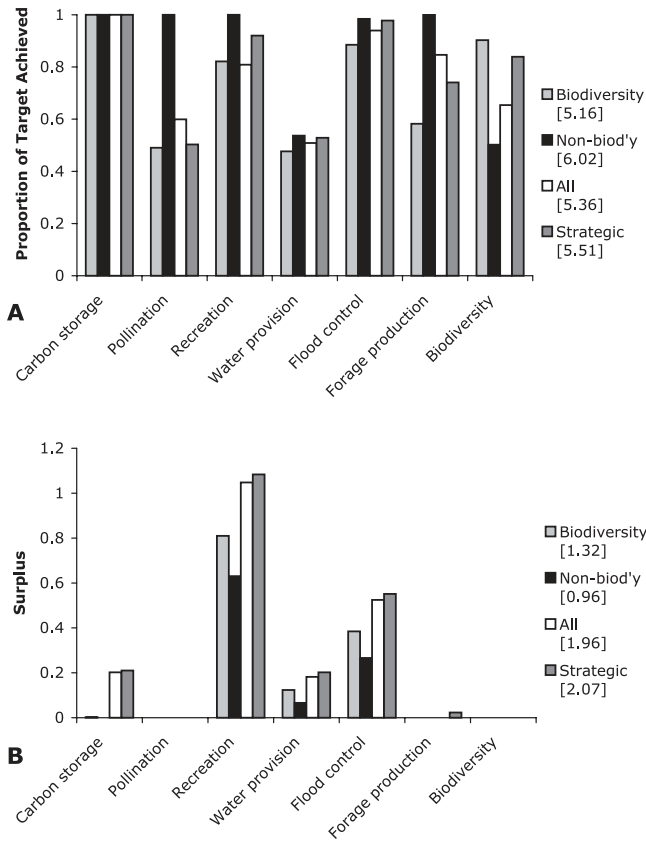 Proportion of Target Achieved
1
0.8
0.6
0.4
0.2
0
Carbon storage
Pollination
Recreation
Water provision
Flood control
Forage production
Biodiversity
Biodiversity
[5.16]
Non-biod'y
[6.02]
All
[5.36]
Strategic
[5.51]
A
Surplus
1.2
1
0.8
0.6
0.4
0.2
0
Carbon storage
Pollination
Recreation
Water provision
Flood control
Forage production
Biodiversity
Biodiversity
[1.32]
Non-biod'y
[0.96]
All
[1.96]
Strategic
[2.07]
B